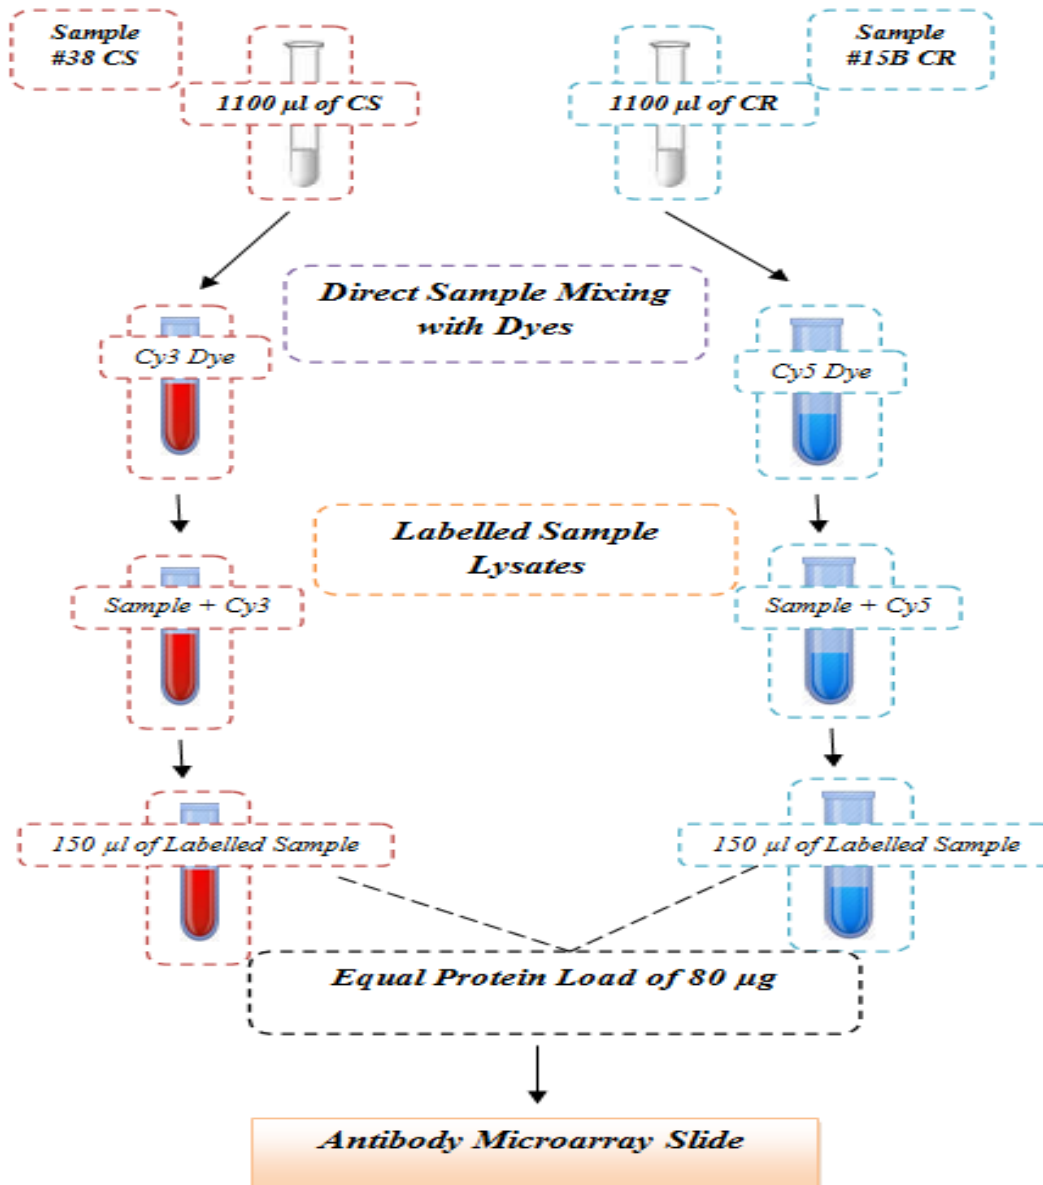 Sample
#38 CS
Sample
#15B CR
1100 µl of CS
1100 µl of CR
Direct Sample Mixing
with Dyes
Cy3 Dye
Cy5 Dye
Labelled Sample
Lysates
Sample + Cy3
Sample + Cy5
150 µl of Labelled Sample
150 µl of Labelled Sample
Equal Protein Load of 80 µg
Antibody Microarray Slide